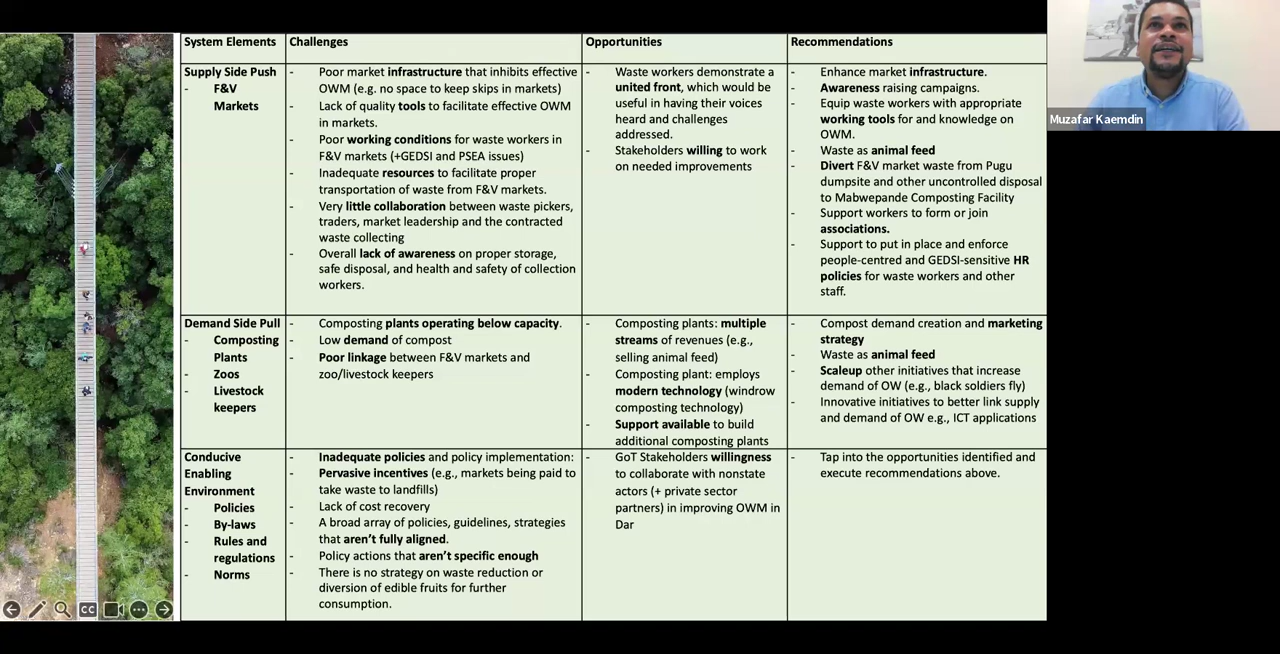 System Elements
Challenges
Opportunities
Recommendations
Supply Side Push
- F&V
Markets
- Poor market infrastructure that inhibits effective
OWM (e.g. no space to keep skips in markets)
- Lack of quality tools to facilitate effective OWM
in markets.
- Poor working conditions for waste workers in
F&V markets (+GEDSI and PSEA issues)
- Inadequate resources to facilitate proper
transportation of waste from F&V markets.
- Very little collaboration between waste pickers,
traders, market leadership and the contracted
waste collecting
- Overall lack of awareness on proper storage,
safe disposal, and health and safety of collection
workers.
- Waste workers demonstrate a
united front, which would be
useful in having their voices
heard and challenges
addressed.
- Stakeholders willing to work
on needed improvements
- Enhance market infrastructure.
- Awareness raising campaigns.
- Equip waste workers with appropriate
working tools for and knowledge on
OWM.
- Waste as animal feed
- Divert F&V market waste from Pugu
dumpsite and other uncontrolled disposal
to Mabwepande Composting Facility
- Support workers to form or join
associations.
- Support to put in place and enforce
people-centred and GEDSI-sensitive HR
policies for waste workers and other
staff.
Demand Side Pull
- Composting
Plants
- Zoos
- Livestock
keepers
- Composting plants operating below capacity.
- Low demand of compost
- Poor linkage between F&V markets and
zoo/livestock keepers
- Composting plants: multiple
streams of revenues (e.g.,
selling animal feed)
- Composting plant: employs
modern technology (windrow
composting technology)
- Support available to build
additional composting plants
- Compost demand creation and marketing
strategy
- Waste as animal feed
- Scaleup other initiatives that increase
demand of OW (e.g., black soldiers fly)
- Innovative initiatives to better link supply
and demand of OW e.g., ICT applications
Conducive
Enabling
Environment
- Policies
- By-laws
- Rules and
regulations
- Norms
- Inadequate policies and policy implementation:
- Pervasive incentives (e.g., markets being paid to
take waste to landfills)
- Lack of cost recovery
- A broad array of policies, guidelines, strategies
that aren't fully aligned.
- Policy actions that aren't specific enough
- There is no strategy on waste reduction or
diversion of edible fruits for further
consumption.
- GoT Stakeholders willingness
to collaborate with nonstate
actors (+ private sector
partners) in improving OWM in
Dar
- Tap into the opportunities identified and
execute recommendations above.
Muzafar Kaemdin
CC